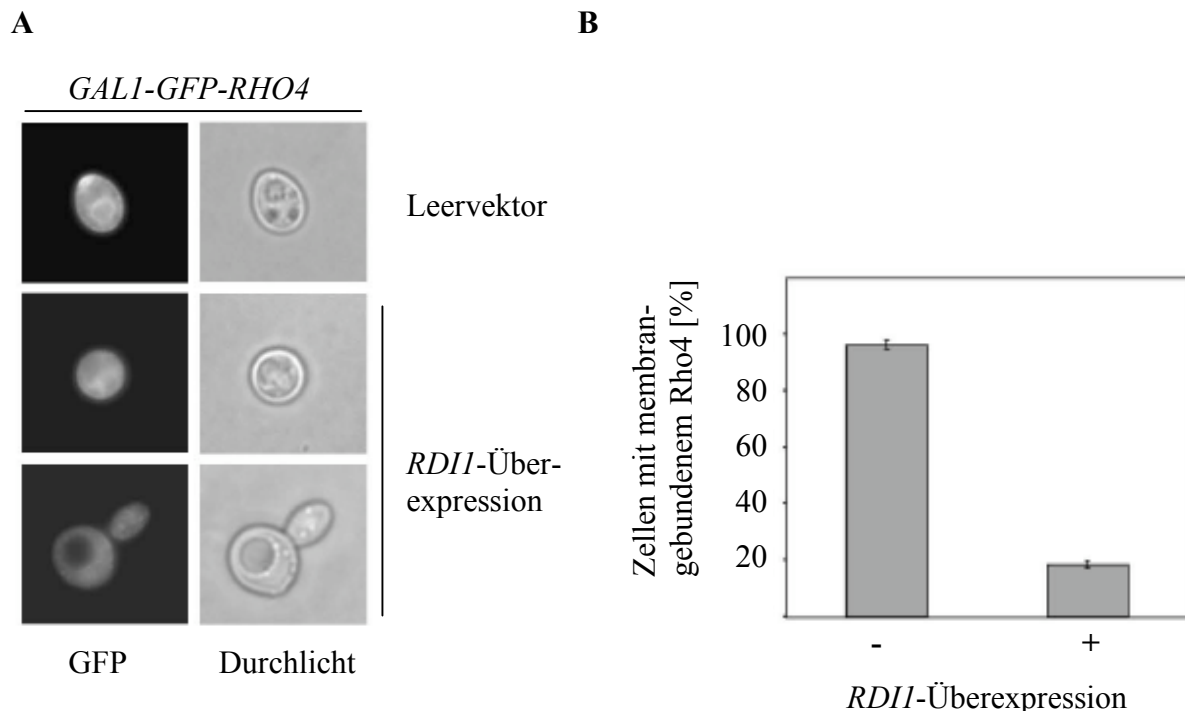 A
B
GAL1-GFP-RHO4
Leervektor
RDI1-Über-
expression
GFP
Durchlicht
Zellen mit membran-
gebundenem Rho4 [%]
100
80
60
40
20
-
+
RDI1-Überexpression